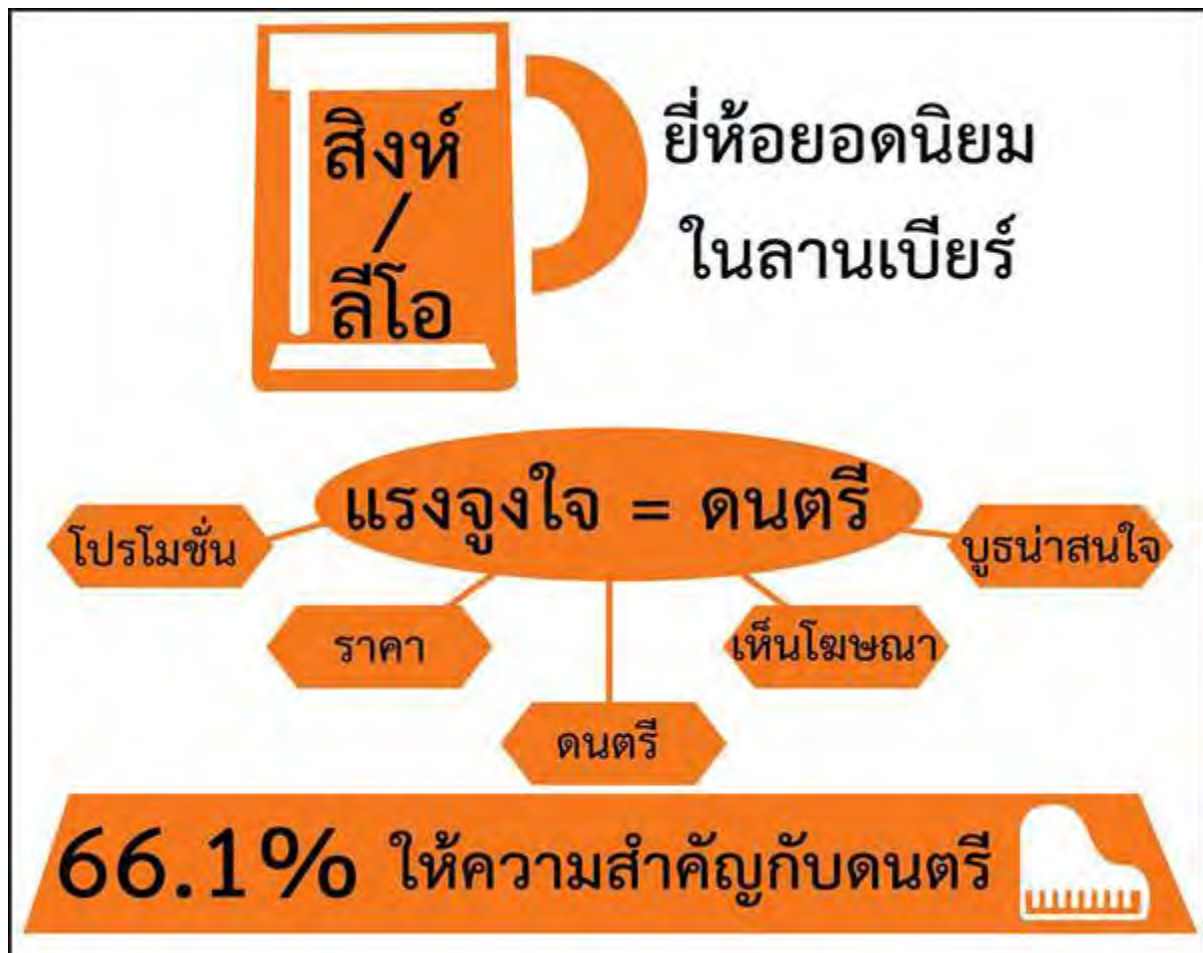 สิงห์
/
ลีโอ
ยี่ห้อยอดนิยม
ในลานเบียร์
แรงจูงใจ = ดนตรี
โปรโมชั่น
บูธน่าสนใจ
ราคา
เห็นโฆษณา
ดนตรี
66.1% ให้ความสำคัญกับดนตรี